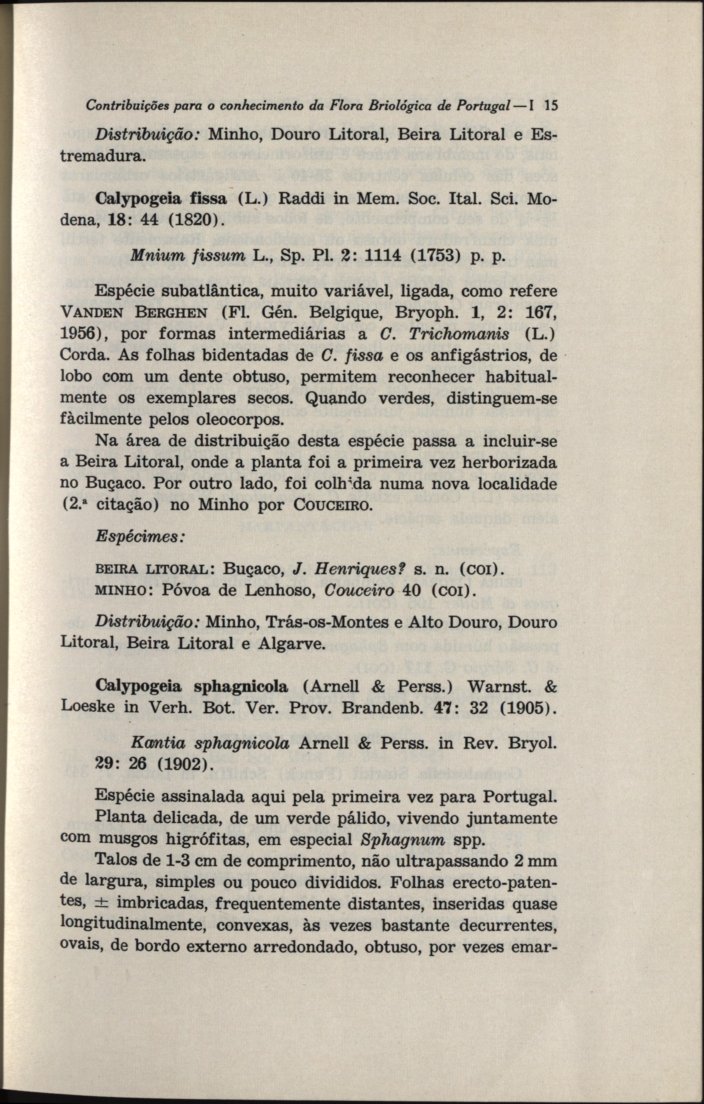 Contribuições para o conhecimento da Flora Briológica de Portugal—I 15
Distribuição: Minho, Douro Litoral, Beira Litoral e Es-
tremadura.
Calypogeia fissa (L.) Raddi in Mem. Soc. Ital. Sci. Mo-
dena, 18: 44 (1820).
Mnium fissum L., Sp. Pl. 2: 1114 (1753) p. p.
Espécie subatlântica, muito variável, ligada, como refere
VANDEN BERGHEN (Fl. Gén. Belgique, Bryoph. 1, 2: 167,
1956), por formas intermediárias a C. Trichomanis (L.)
Corda. As folhas bidentadas de C. fissa e os anfigástrios, de
lobo com um dente obtuso, permitem reconhecer habitual-
mente os exemplares secos. Quando verdes, distinguem-se
fàcilmente pelos oleocorpos.
Na área de distribuição desta espécie passa a incluir-se
a Beira Litoral, onde a planta foi a primeira vez herborizada
no Buçaco. Por outro lado, foi colhida numa nova localidade
(2.ª citação) no Minho por COUCEIRO.
Espécimes:
BEIRA LITORAL: Buçaco, J. Henriques? s. n. (COI).
MINHO: Póvoa de Lenhoso, Couceiro 40 (COI).
Distribuição: Minho, Trás-os-Montes e Alto Douro, Douro
Litoral, Beira Litoral e Algarve.
Calypogeia sphagnicola (Arnell & Perss.) Warnst. &
Loeske in Verh. Bot. Ver. Prov. Brandenb. 47: 32 (1905).
Kantia sphagnicola Arnell & Perss. in Rev. Bryol.
29: 26 (1902).
Espécie assinalada aqui pela primeira vez para Portugal.
Planta delicada, de um verde pálido, vivendo juntamente
com musgos higrófitas, em especial Sphagnum spp.
Talos de 1-3 cm de comprimento, não ultrapassando 2 mm
de largura, simples ou pouco divididos. Folhas erecto-paten-
tes, ± imbricadas, frequentemente distantes, inseridas quase
longitudinalmente, convexas, às vezes bastante decurrentes,
ovais, de bordo externo arredondado, obtuso, por vezes emar-